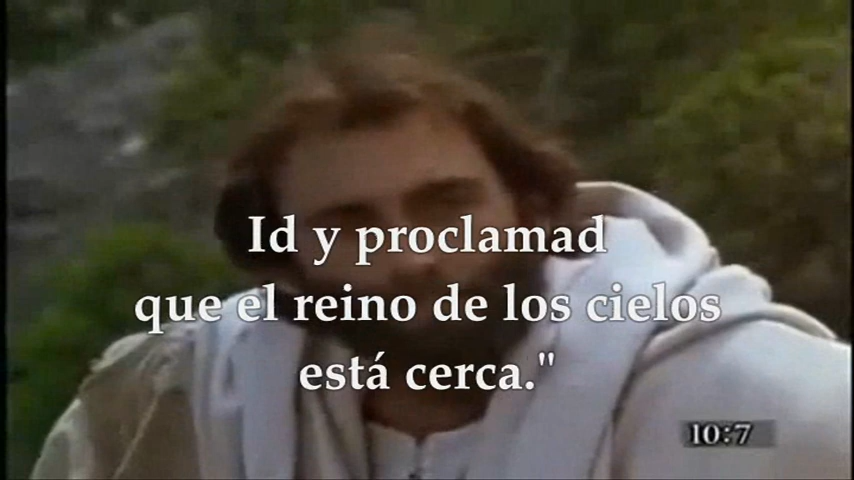 Id y proclamad
que el reino de los cielos
está cerca."
10:7